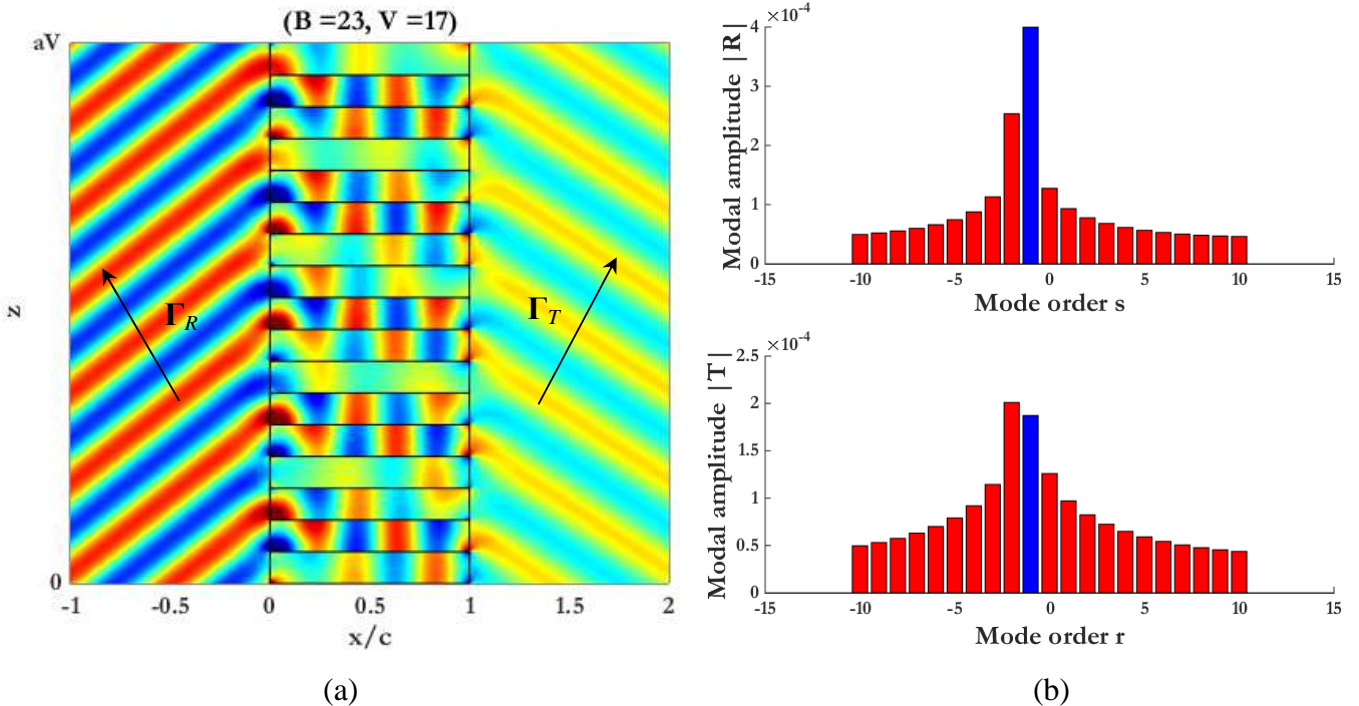 (B =23, V =17)
aV
z
0
Γ_R
Γ_T
-1 -0.5 0 0.5 1 1.5 2
x/c
(a)
×10⁻⁴
Modal amplitude |R|
4
3
2
1
0
-15 -10 -5 0 5 10 15
Mode order s
×10⁻⁴
Modal amplitude |T|
2.5
2
1.5
1
0.5
0
-15 -10 -5 0 5 10 15
Mode order r
(b)